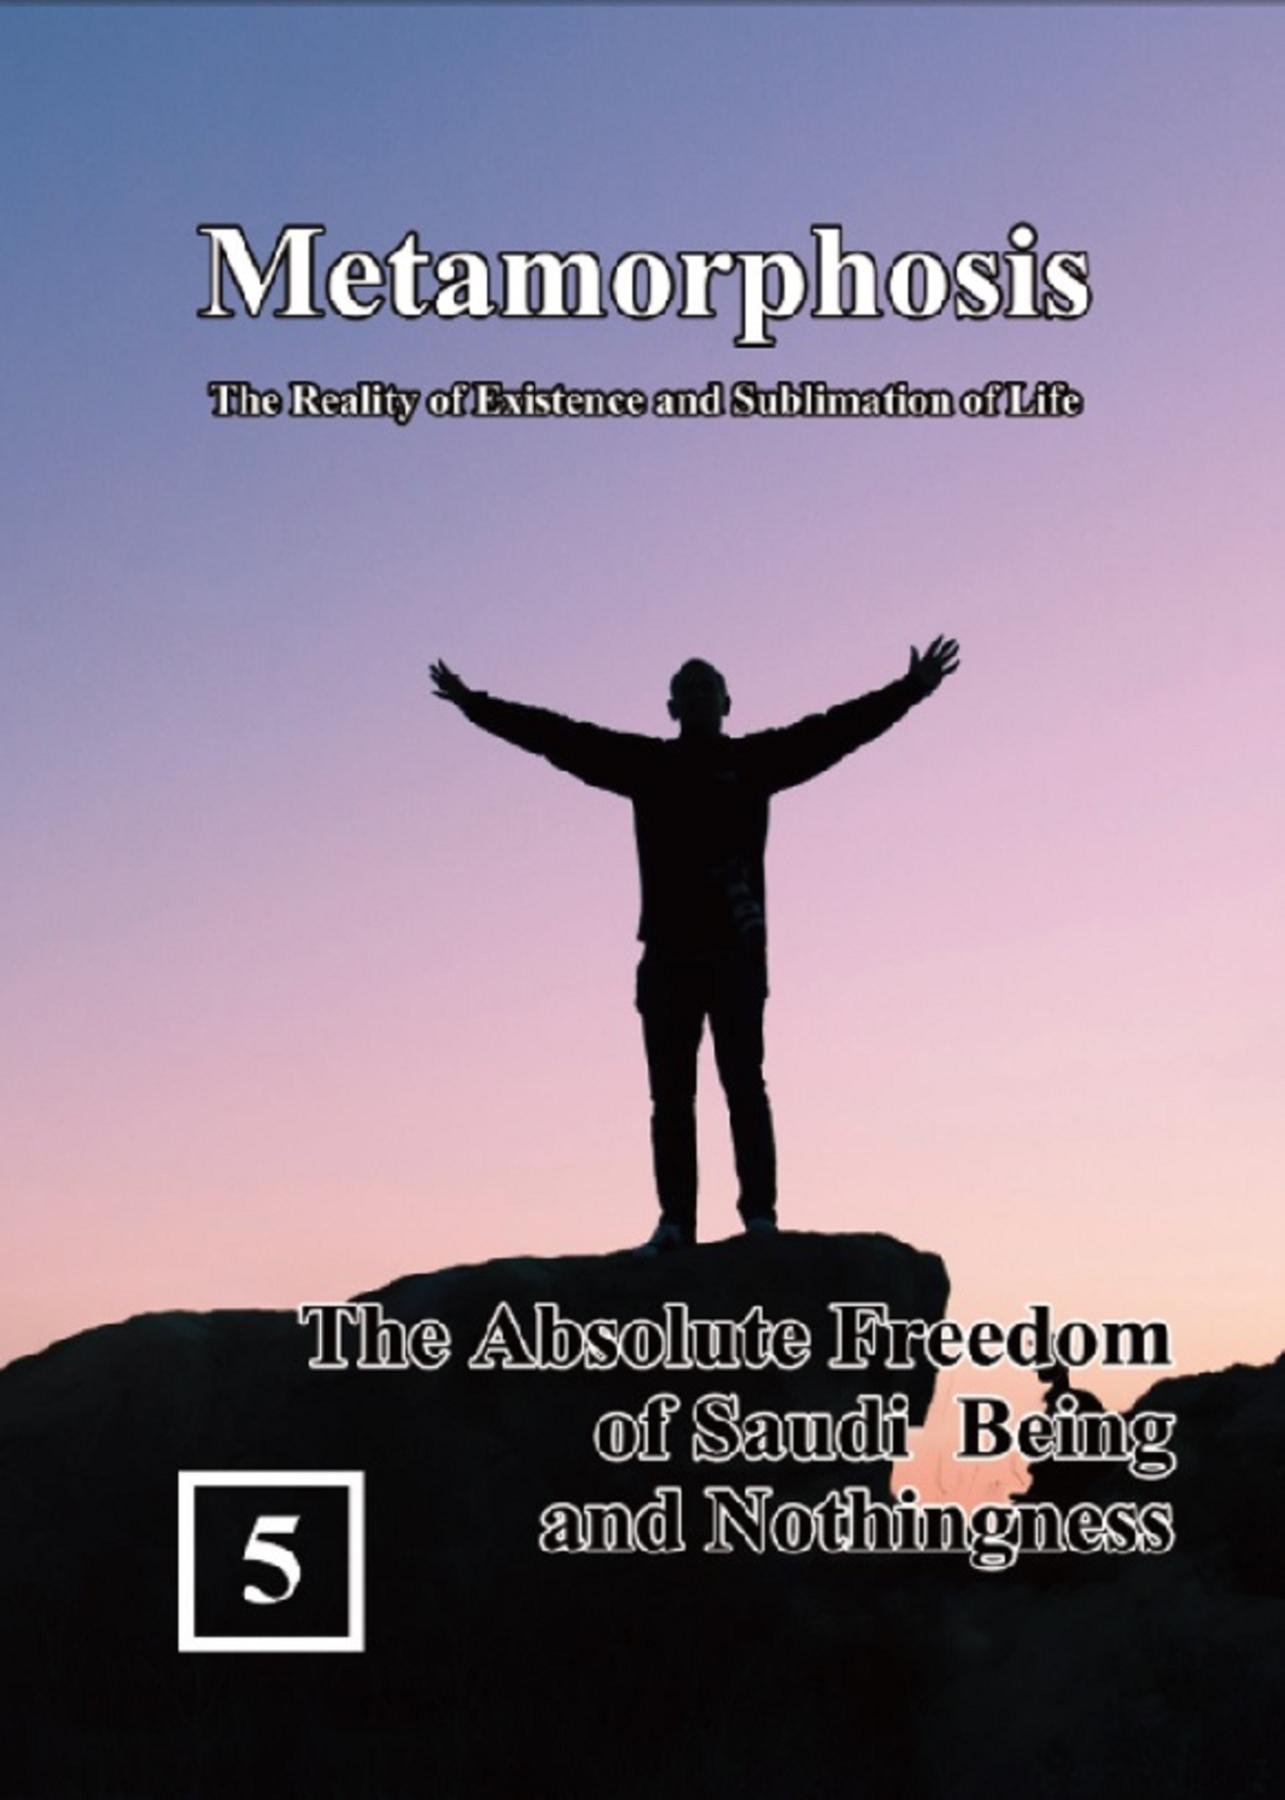 Metamorphosis
The Reality of Existence and Sublimation of Life
The Absolute Freedom
of Saudi Being
and Nothingness
5